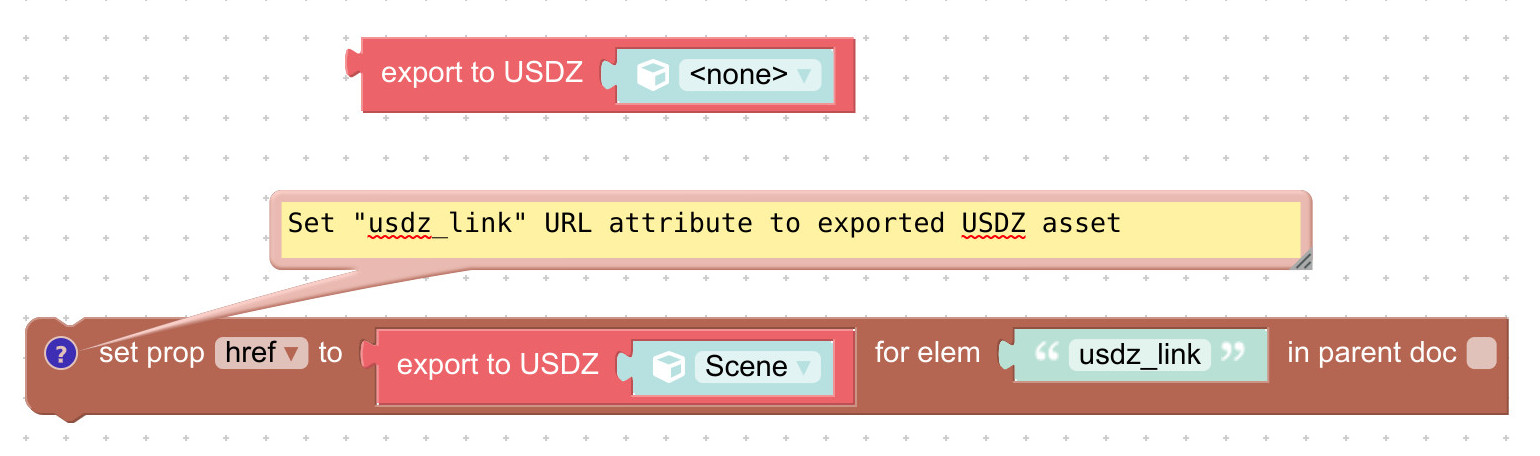 export to USDZ <none>
Set "usdz_link" URL attribute to exported USDZ asset
? set prop href to export to USDZ Scene for elem “ usdz_link ” in parent doc